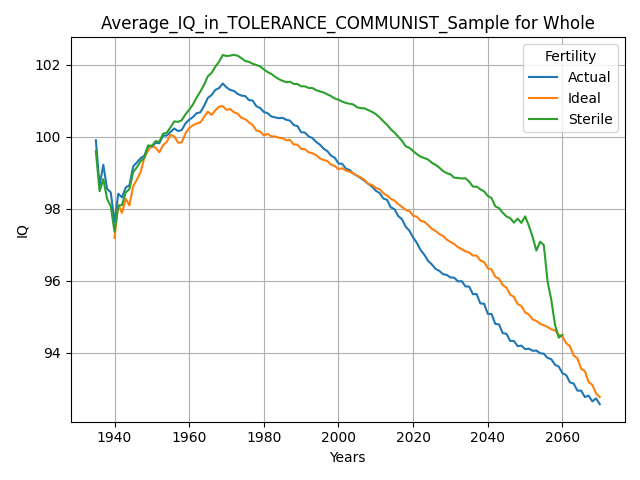 Average_IQ_in_TOLERANCE_COMMUNIST_Sample for Whole
Fertility
Actual
Ideal
Sterile
IQ
102
100
98
96
94
1940
1960
1980
2000
2020
2040
2060
Years